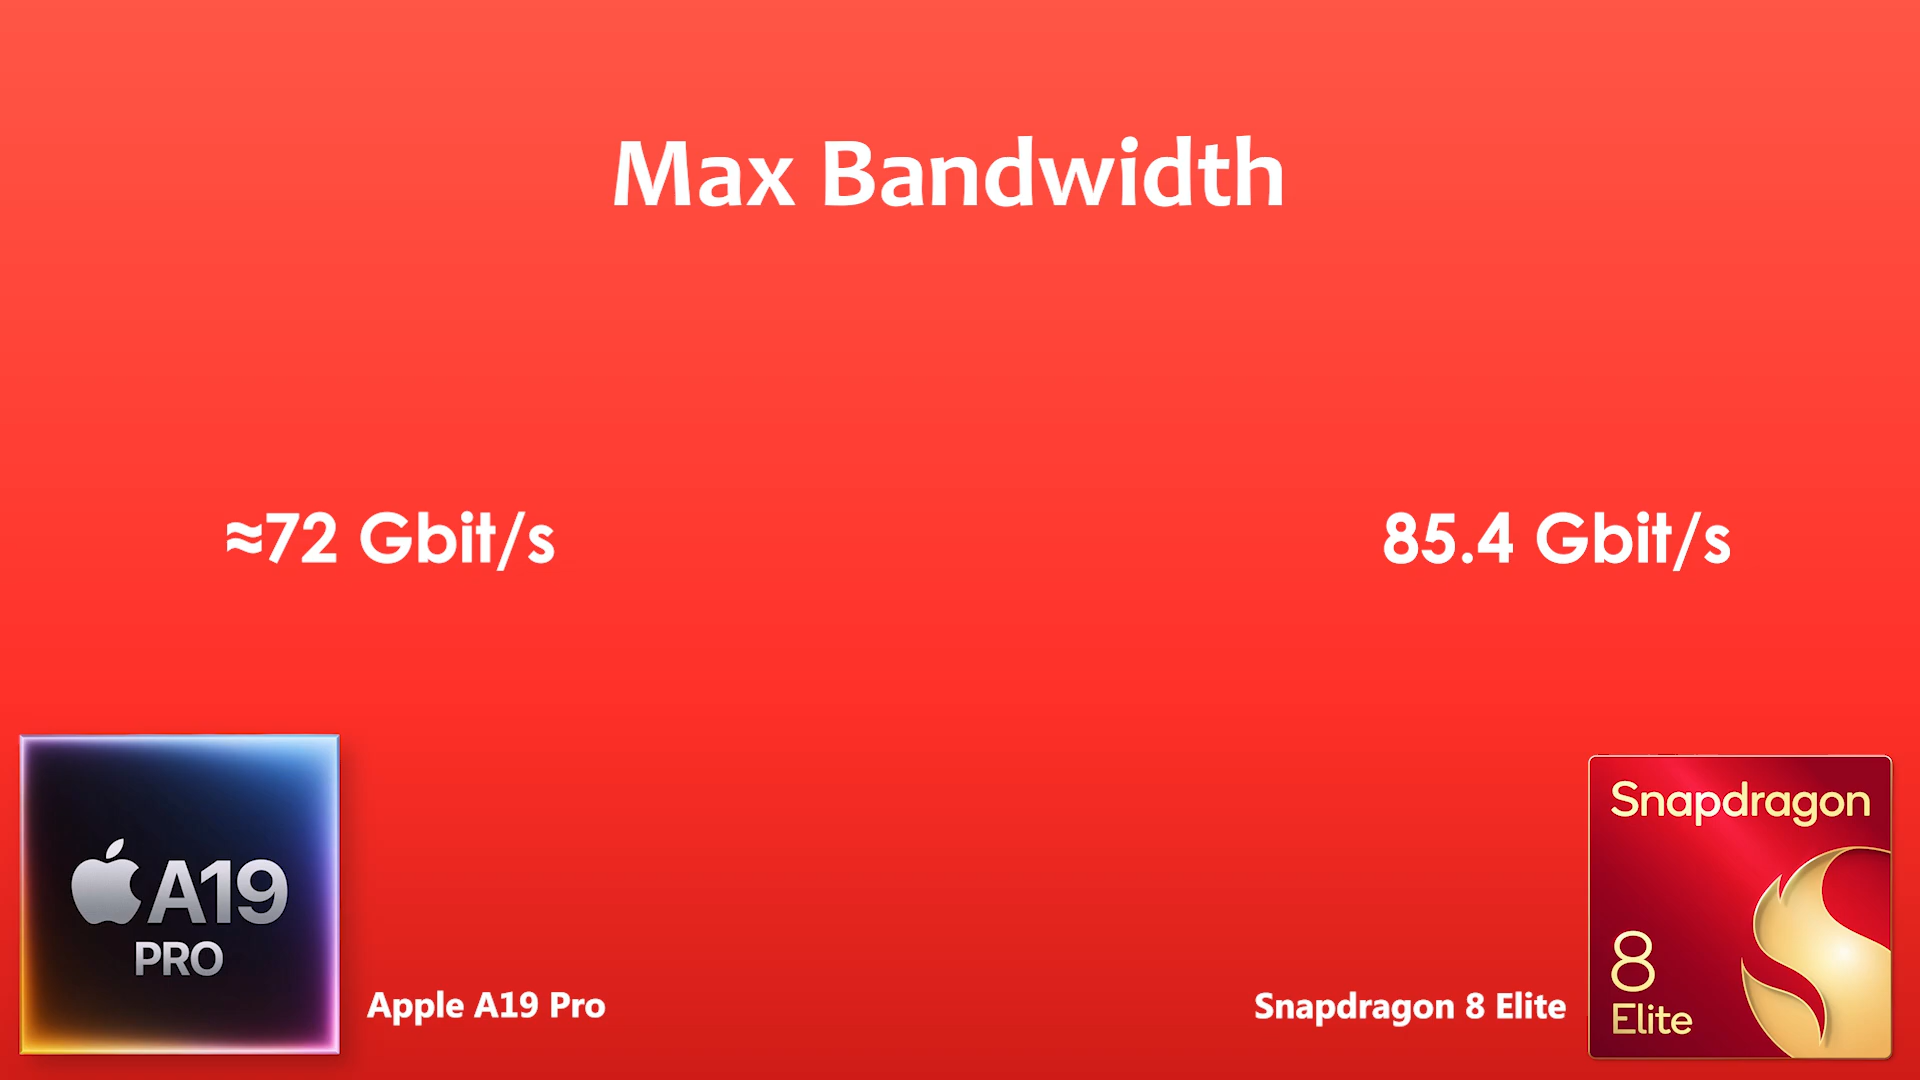 Max Bandwidth
≈72 Gbit/s
85.4 Gbit/s
A19
PRO
Apple A19 Pro
Snapdragon 8 Elite
Snapdragon
8
Elite